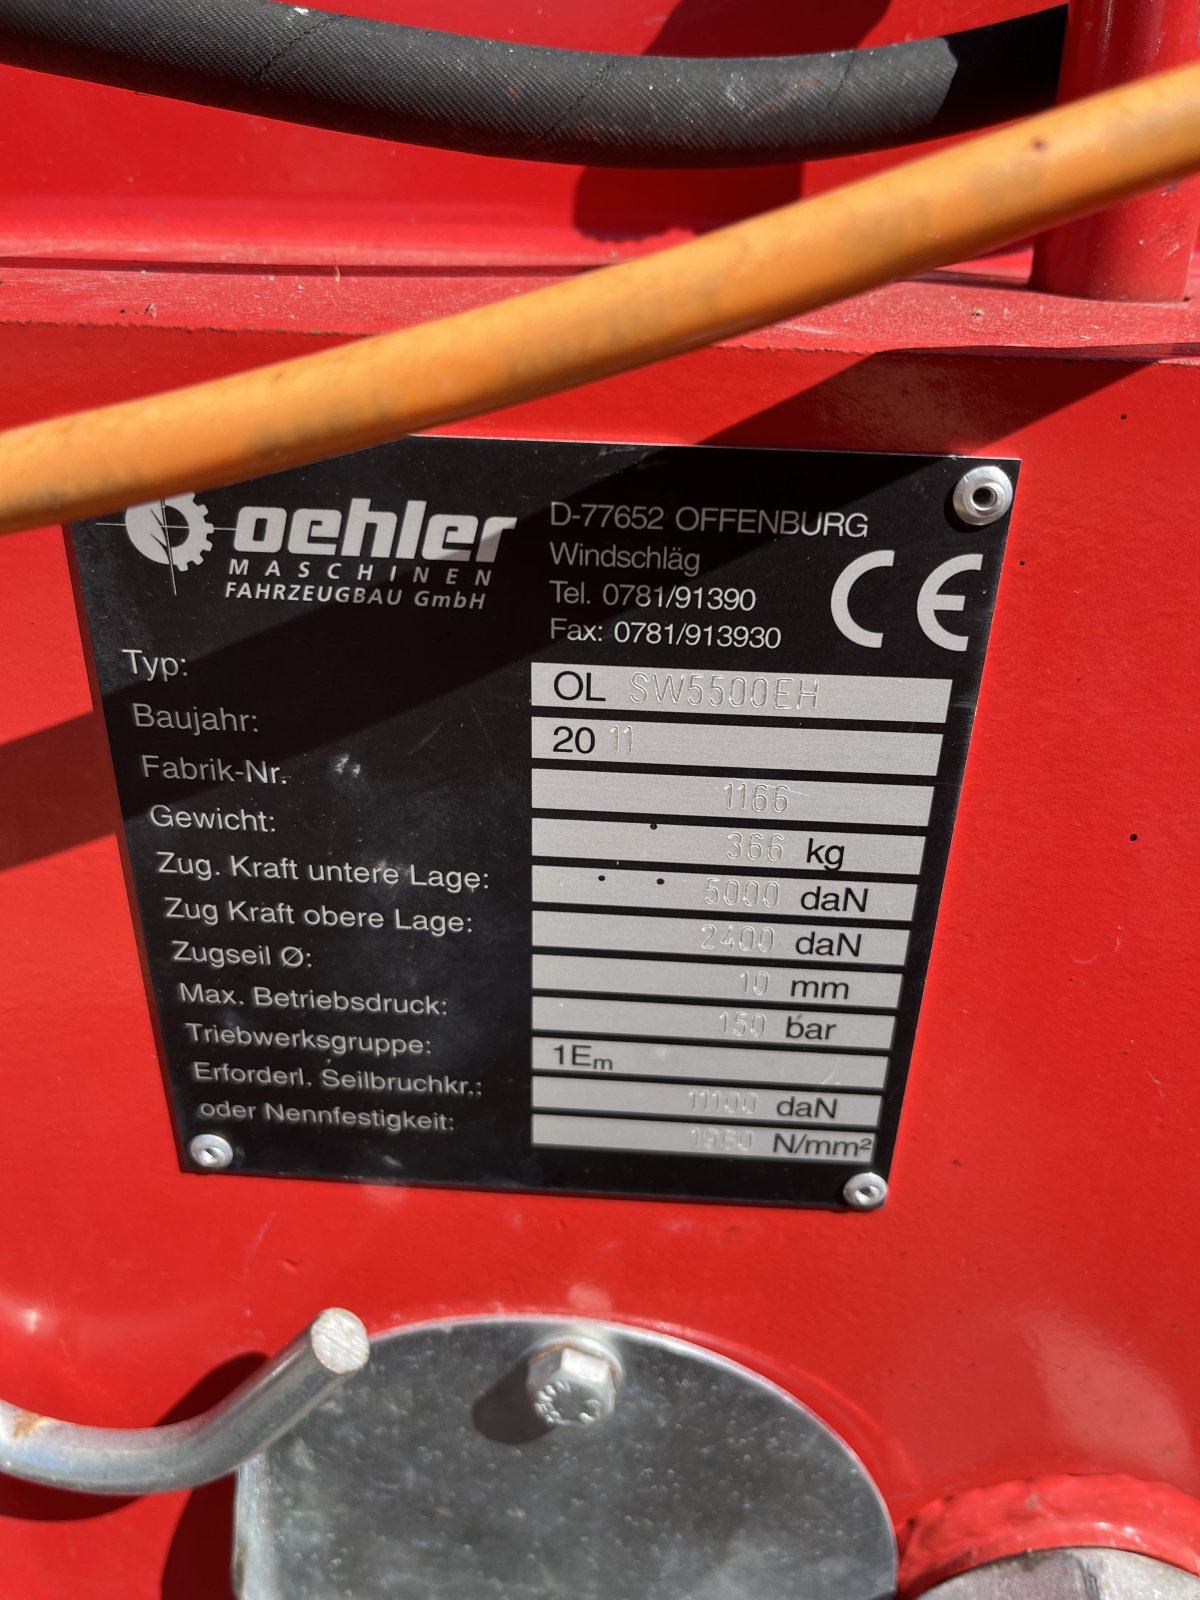 oehler
MASCHINEN
FAHRZEUGBAU GmbH
D-77652 OFFENBURG
Windschläg
Tel. 0781/91390
Fax: 0781/913930
CE
Typ: OL SW5500EH
Baujahr: 20 11
Fabrik-Nr. 1166
Gewicht: 366 kg
Zug. Kraft untere Lage: 5000 daN
Zug Kraft obere Lage: 2400 daN
Zugseil Ø: 10 mm
Max. Betriebsdruck: 150 bar
Triebwerksgruppe: 1Em
Erforderl. Seilbruchkr.: 11100 daN
oder Nennfestigkeit: 1960 N/mm²